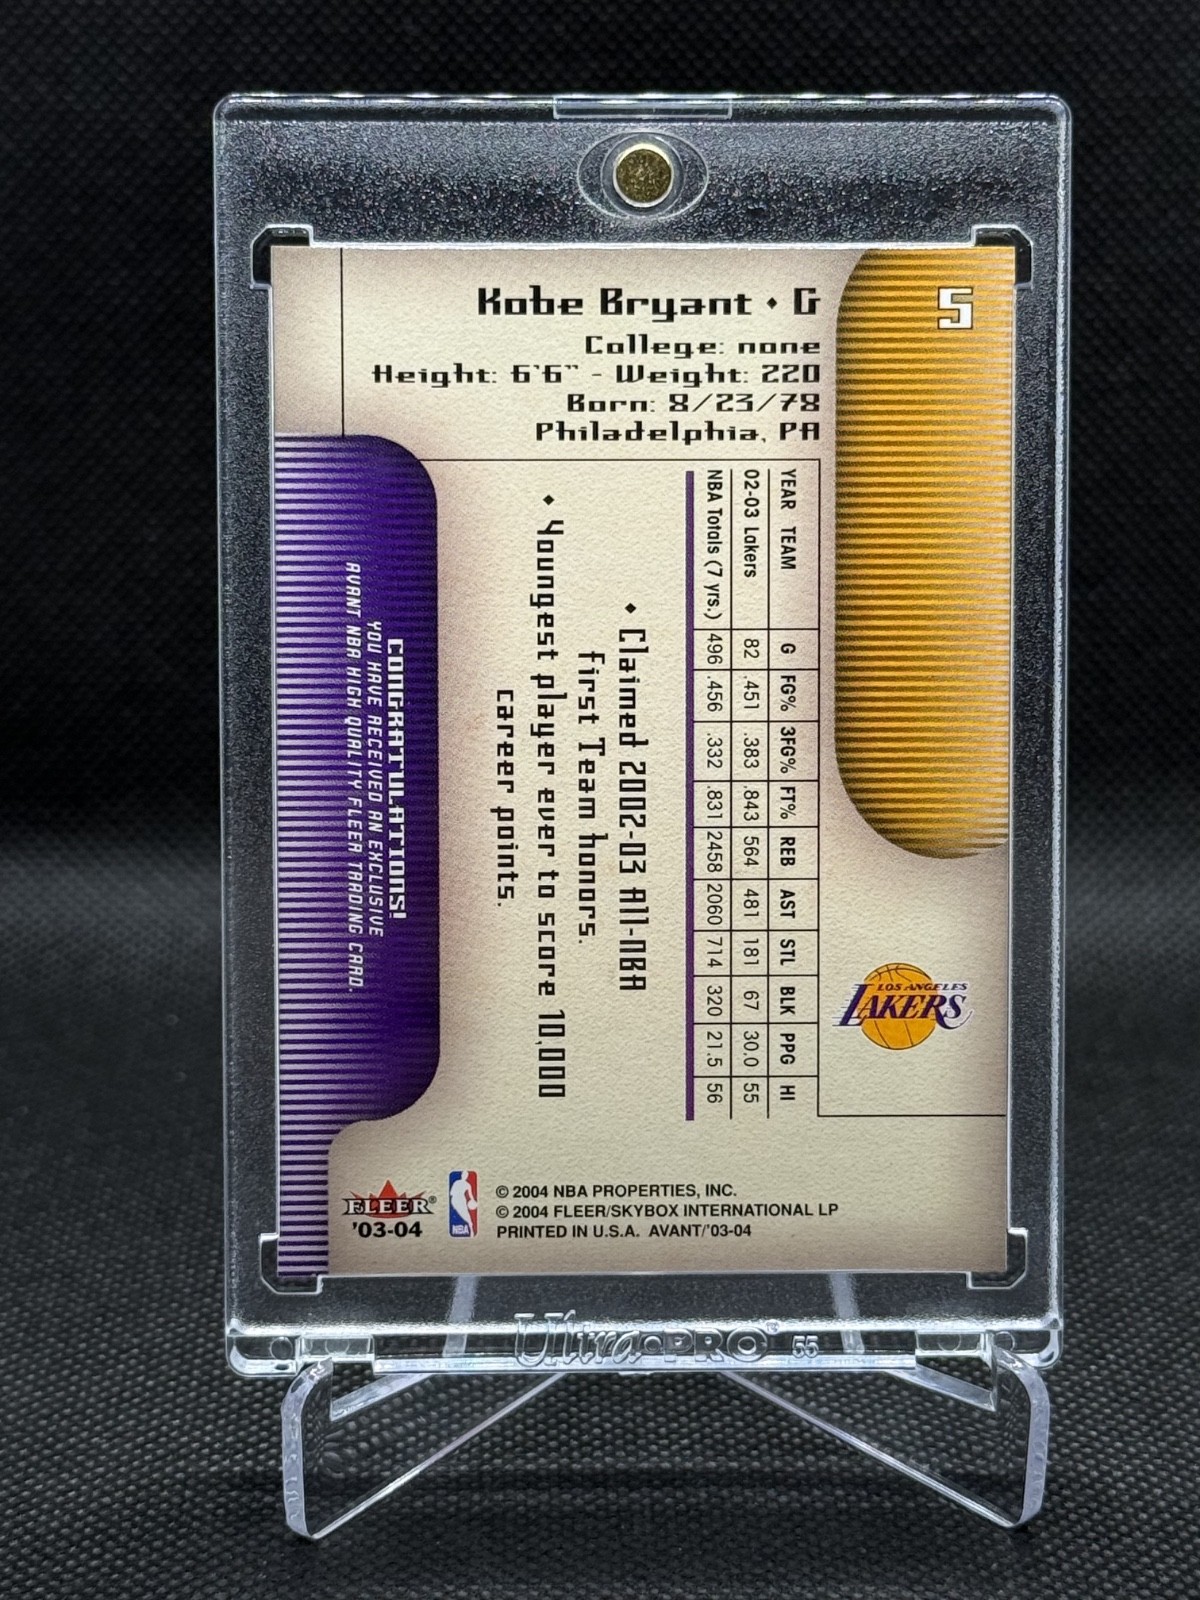 5
Kobe Bryant • G
College: none
Height: 6'6" - Weight: 220
Born: 8/23/78
Philadelphia, PA
YEAR TEAM G FG% 3FG% FT% REB AST STL BLK PPG HI
02-03 Lakers 82 .451 .383 .843 564 481 181 67 30.0 55
NBA Totals (7 yrs.) 496 .456 .332 .831 2458 2060 714 320 21.5 56
LOS ANGELES
LAKERS
♦ Claimed 2002-03 All-NBA
First Team honors.
♦ Youngest player ever to score 10,000
career points.
CONGRATULATIONS!
YOU HAVE RECEIVED AN EXCLUSIVE
AVANT NBA HIGH QUALITY FLEER TRADING CARD.
FLEER®
'03-04
NBA
© 2004 NBA PROPERTIES, INC.
© 2004 FLEER/SKYBOX INTERNATIONAL LP
PRINTED IN U.S.A. AVANT/'03-04
Ultra PRO 55